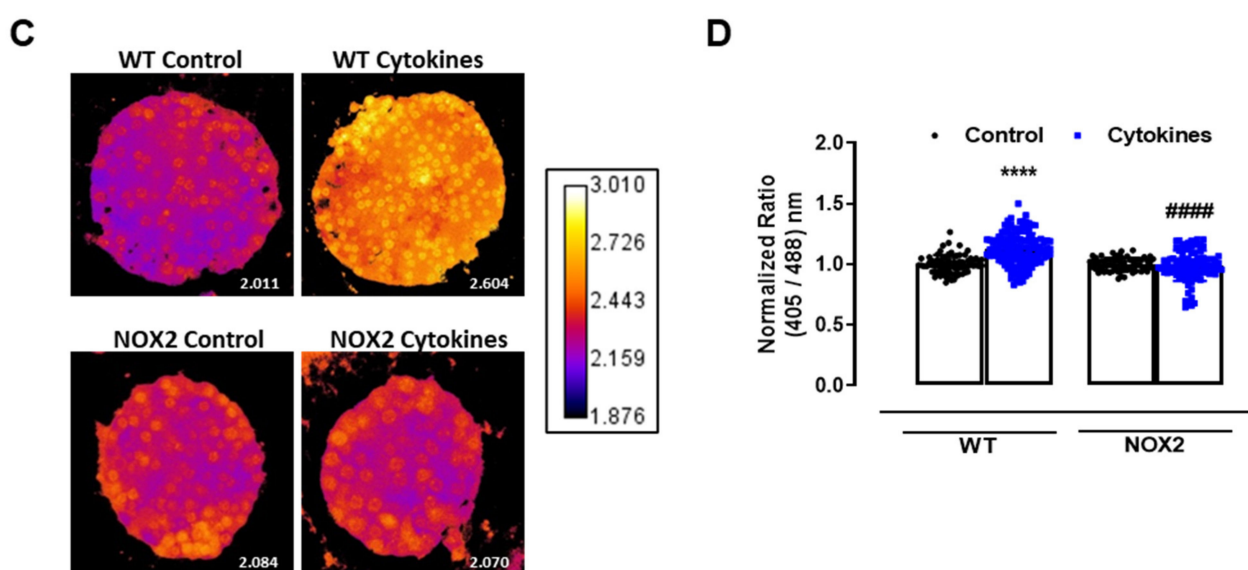 C
WT Control
WT Cytokines
2.011
2.604
NOX2 Control
NOX2 Cytokines
2.084
2.070
3.010
2.726
2.443
2.159
1.876
D
Control
Cytokines
Normalized Ratio
(405 / 488) nm
2.0
1.5
1.0
0.5
0.0
****
####
WT
NOX2